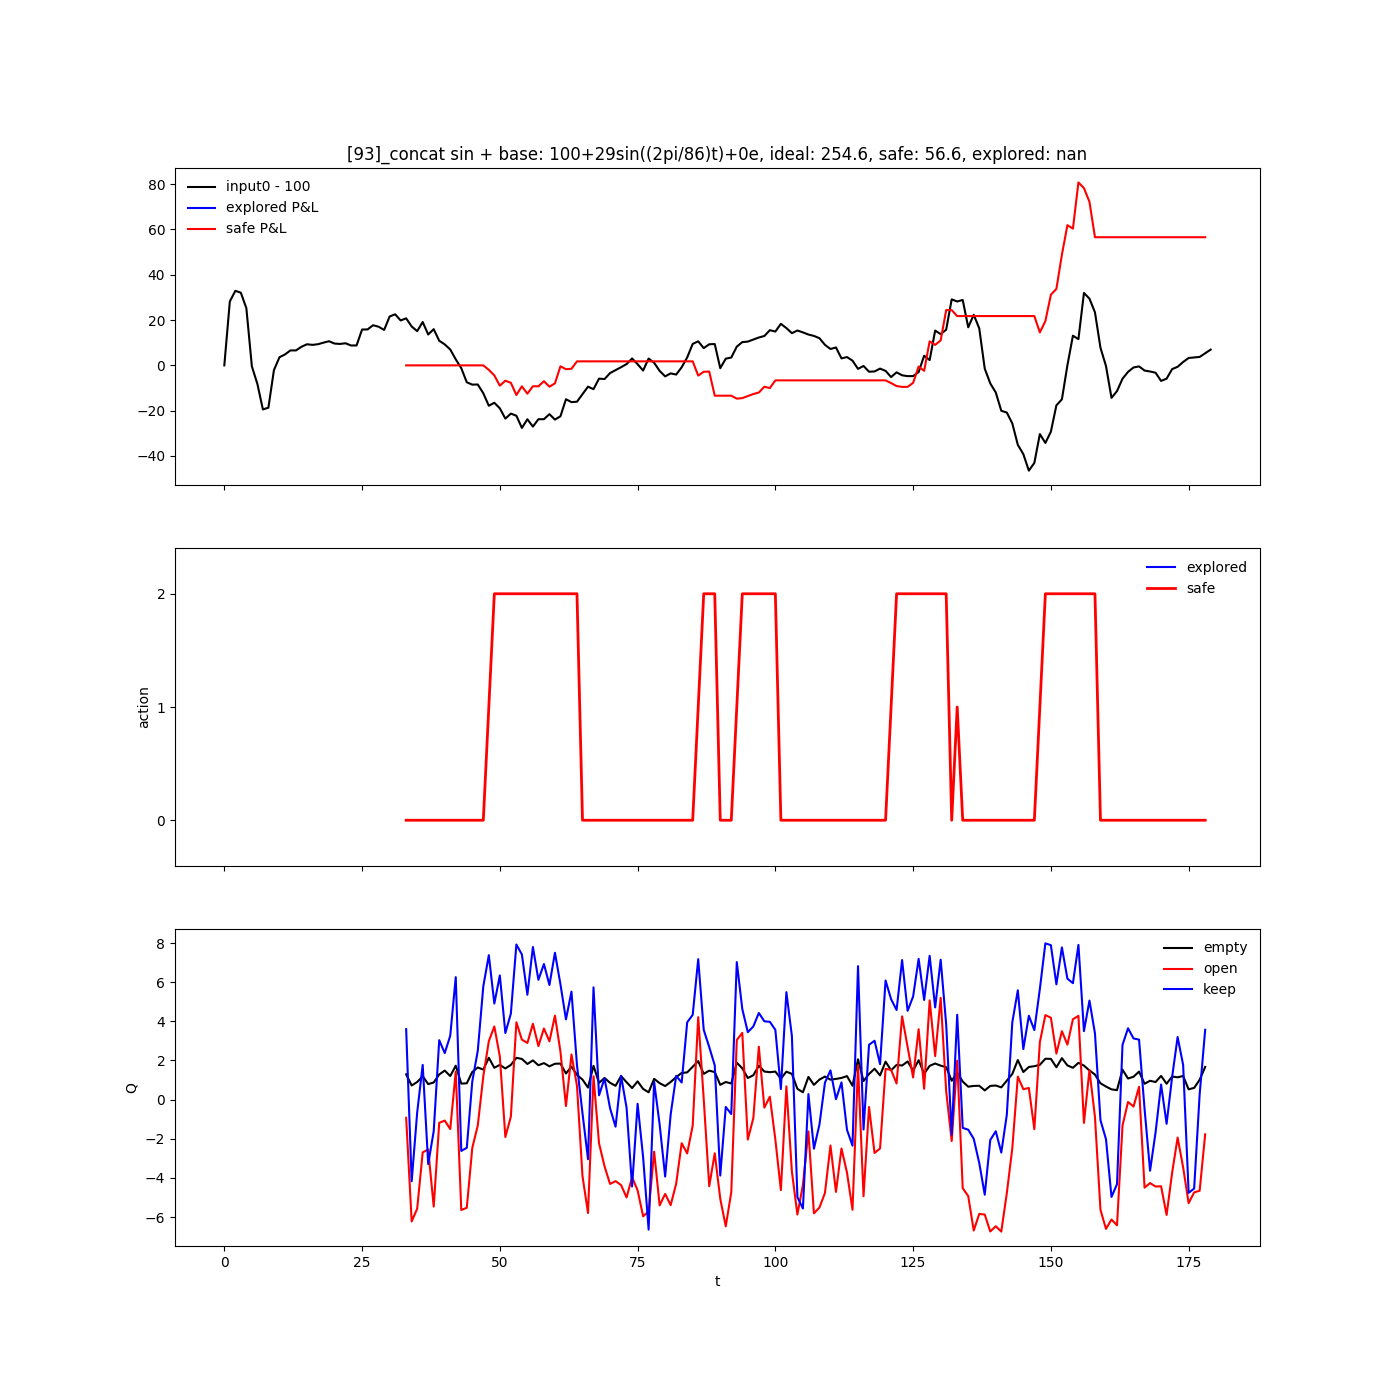 [93]_concat sin + base: 100+29sin((2pi/86)t)+0e, ideal: 254.6, safe: 56.6, explored: nan
input0 - 100
explored P&L
safe P&L
80
60
40
20
0
−20
−40
explored
safe
2
1
0
action
empty
open
keep
8
6
4
2
0
−2
−4
−6
Q
0
25
50
75
100
125
150
175
t